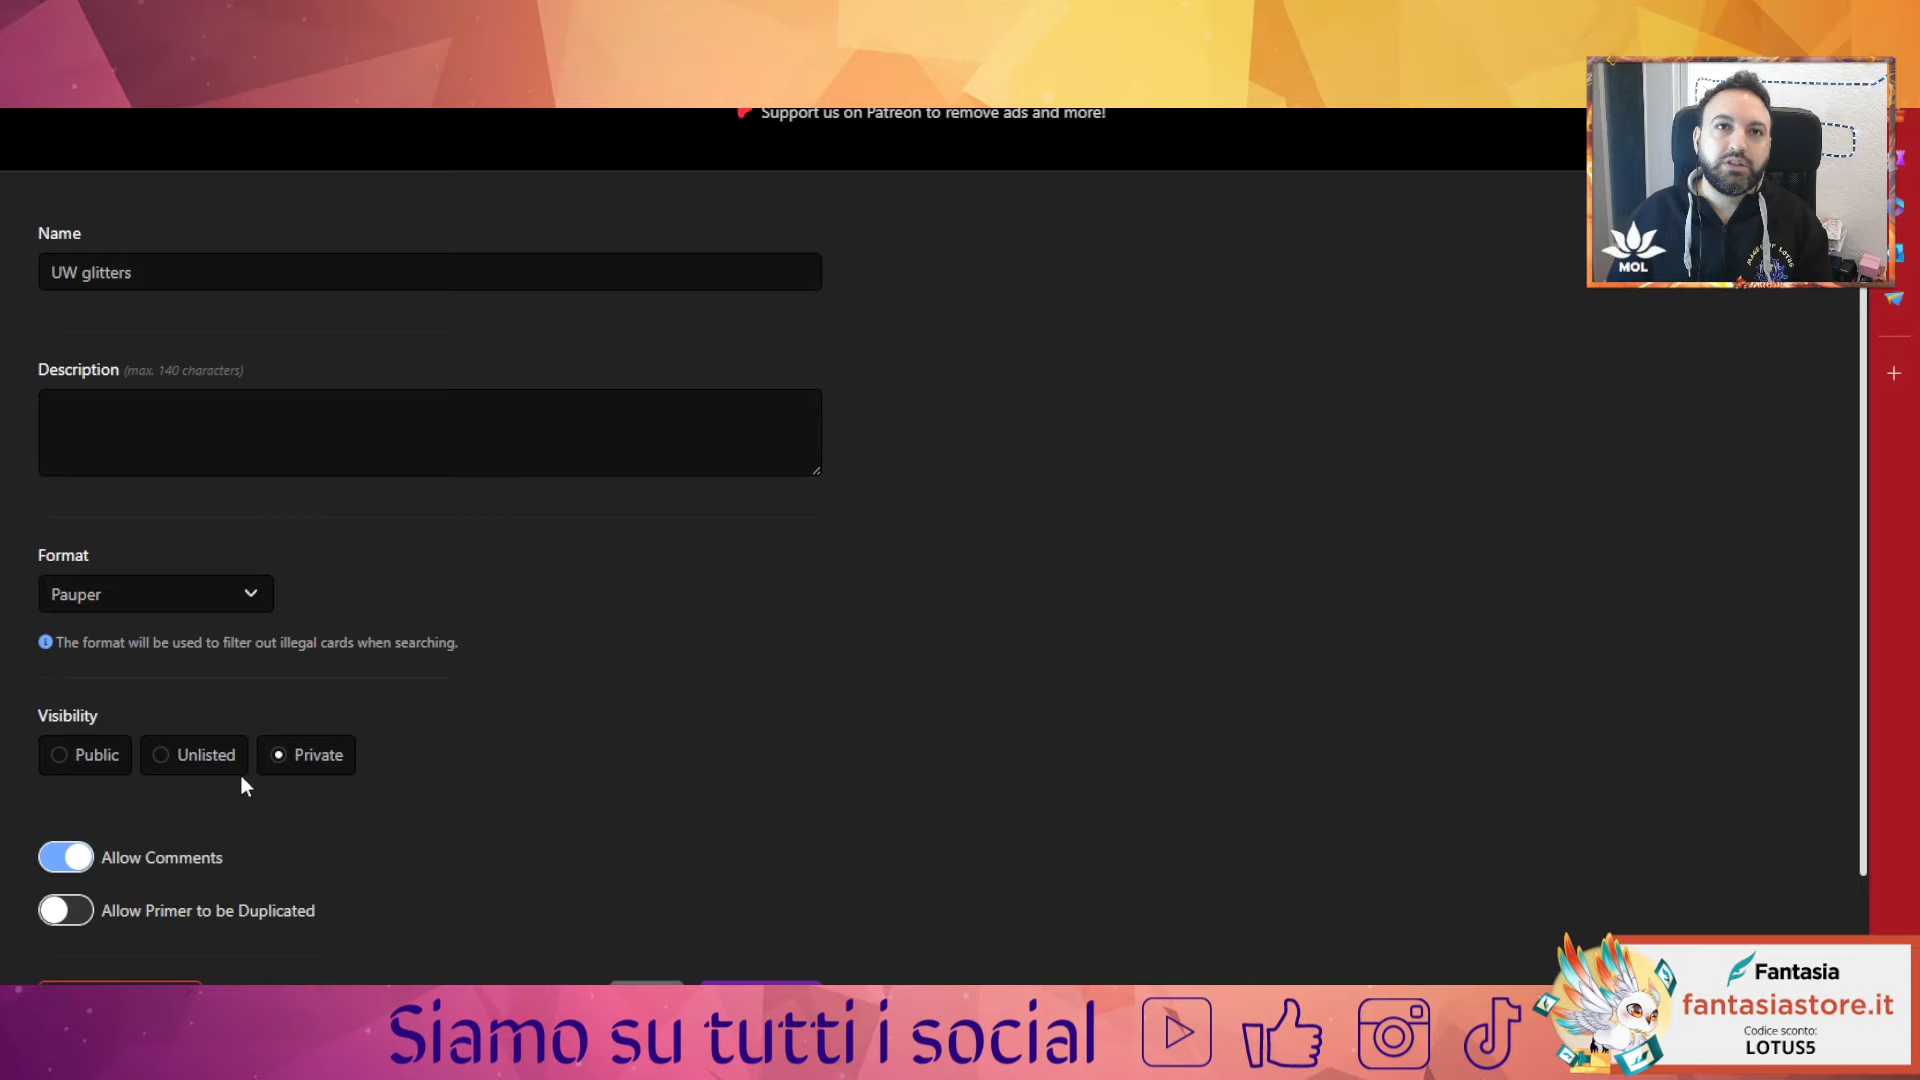 Support us on Patreon to remove ads and more!
MOL
Name
UW glitters
Description (max. 140 characters)
Format
Pauper
The format will be used to filter out illegal cards when searching.
Visibility
Public
Unlisted
Private
Allow Comments
Allow Primer to be Duplicated
Siamo su tutti i social
Fantasia
fantasiastore.it
Codice sconto:
LOTUS5